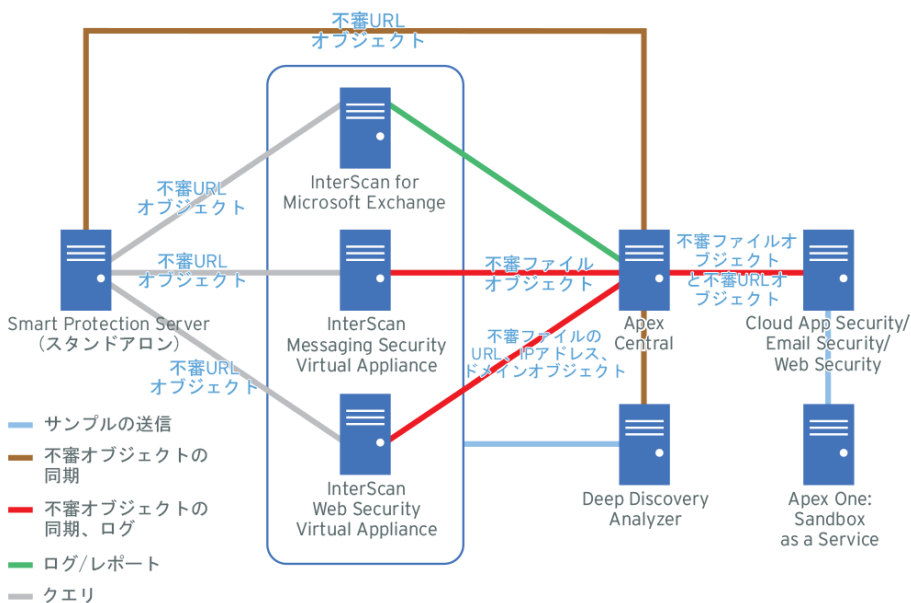 不審URL
オブジェクト
InterScan for
Microsoft Exchange
不審URL
オブジェクト
不審URL
オブジェクト
不審ファイル
オブジェクト
不審ファイルオ
ブジェクト
と不審URLオ
ブジェクト
Smart Protection Server
(スタンドアロン)
InterScan
Messaging Security
Virtual Appliance
Apex
Central
Cloud App Security/
Email Security/
Web Security
不審URL
オブジェクト
不審ファイルの
URL、IPアドレス、
ドメインオブジェクト
InterScan
Web Security
Virtual Appliance
Deep Discovery
Analyzer
Apex One:
Sandbox
as a Service
サンプルの送信
不審オブジェクトの
同期
不審オブジェクトの
同期、ログ
ログ/レポート
クエリ